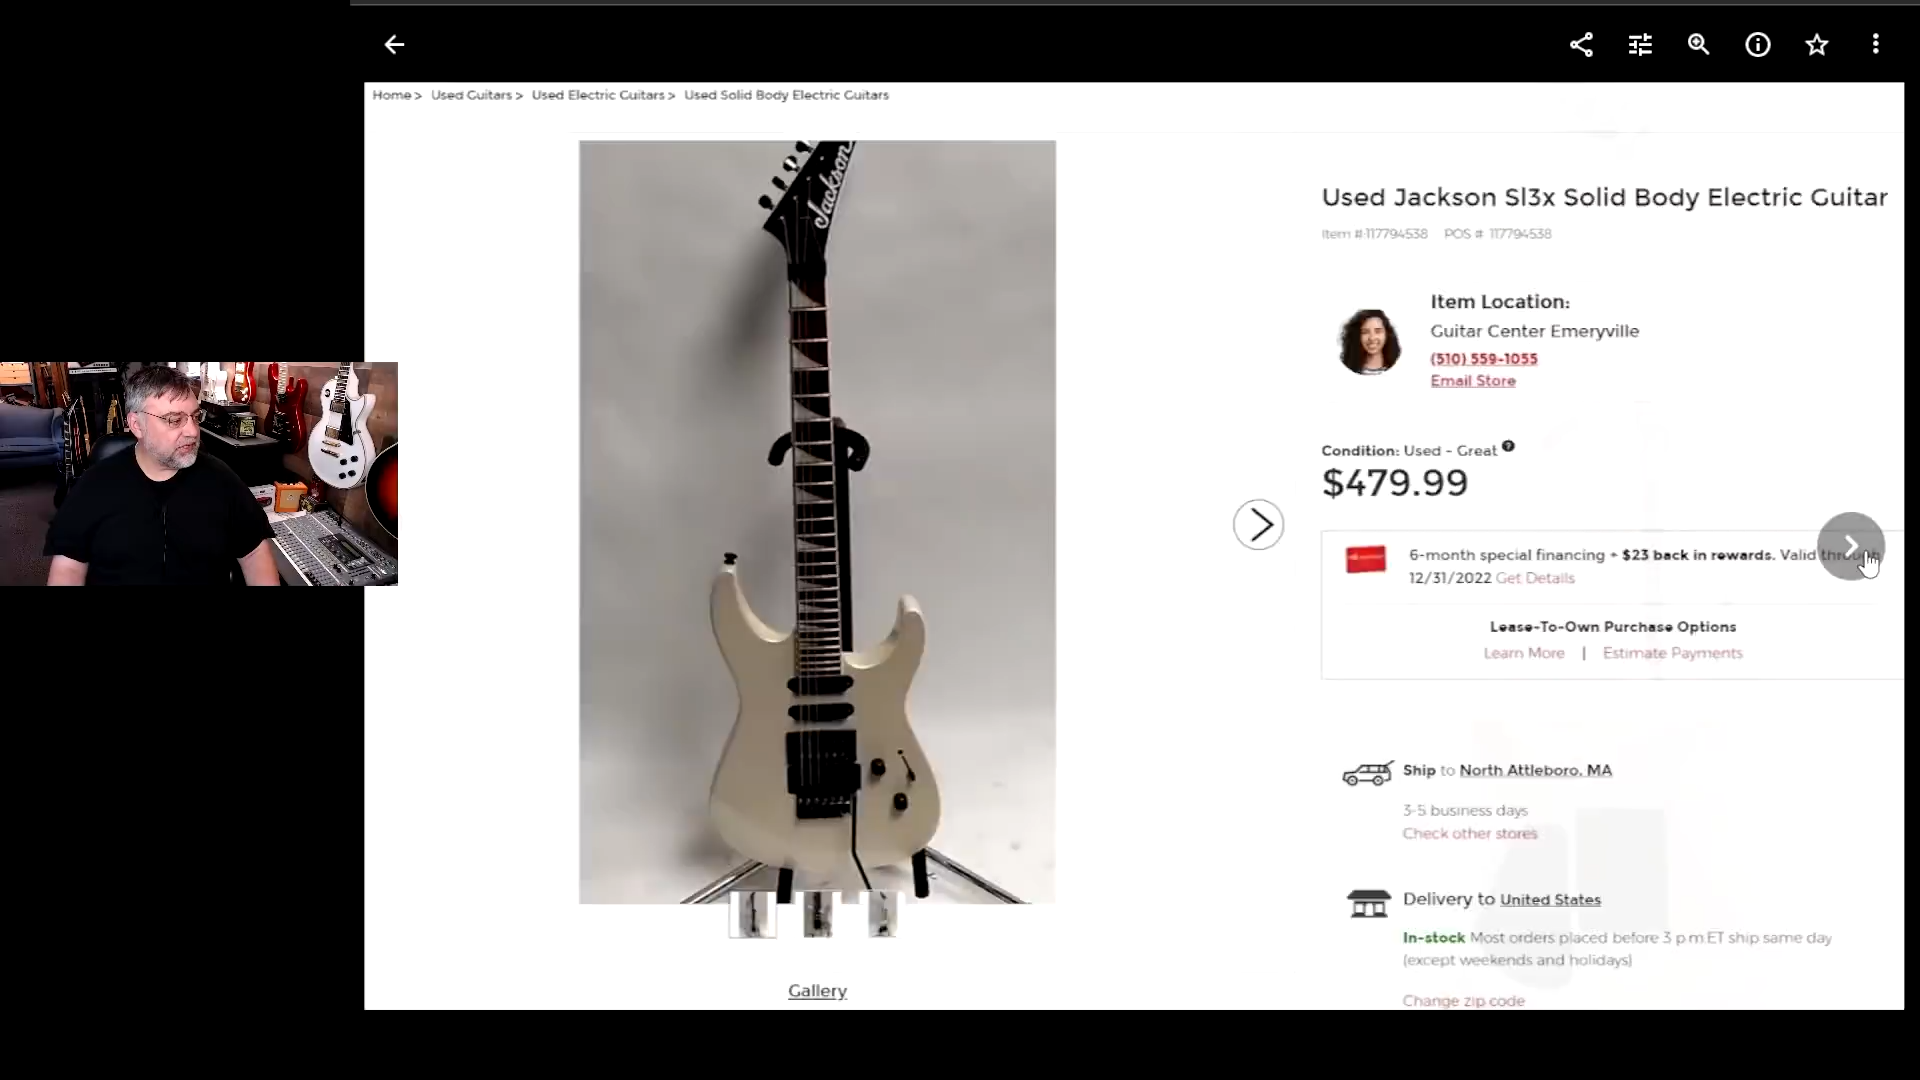 Home > Used Guitars > Used Electric Guitars > Used Solid Body Electric Guitars
Jackson
Used Jackson Sl3x Solid Body Electric Guitar
Item #:117794538 POS #: 117794538
Item Location:
Guitar Center Emeryville
(510) 559-1055
Email Store
Condition: Used - Great
$479.99
6-month special financing + $23 back in rewards. Valid through
12/31/2022 Get Details
Lease-To-Own Purchase Options
Learn More | Estimate Payments
Ship to North Attleboro, MA
3-5 business days
Check other stores
Delivery to United States
In-stock Most orders placed before 3 p.m ET ship same day
(except weekends and holidays)
Change zip code
Gallery